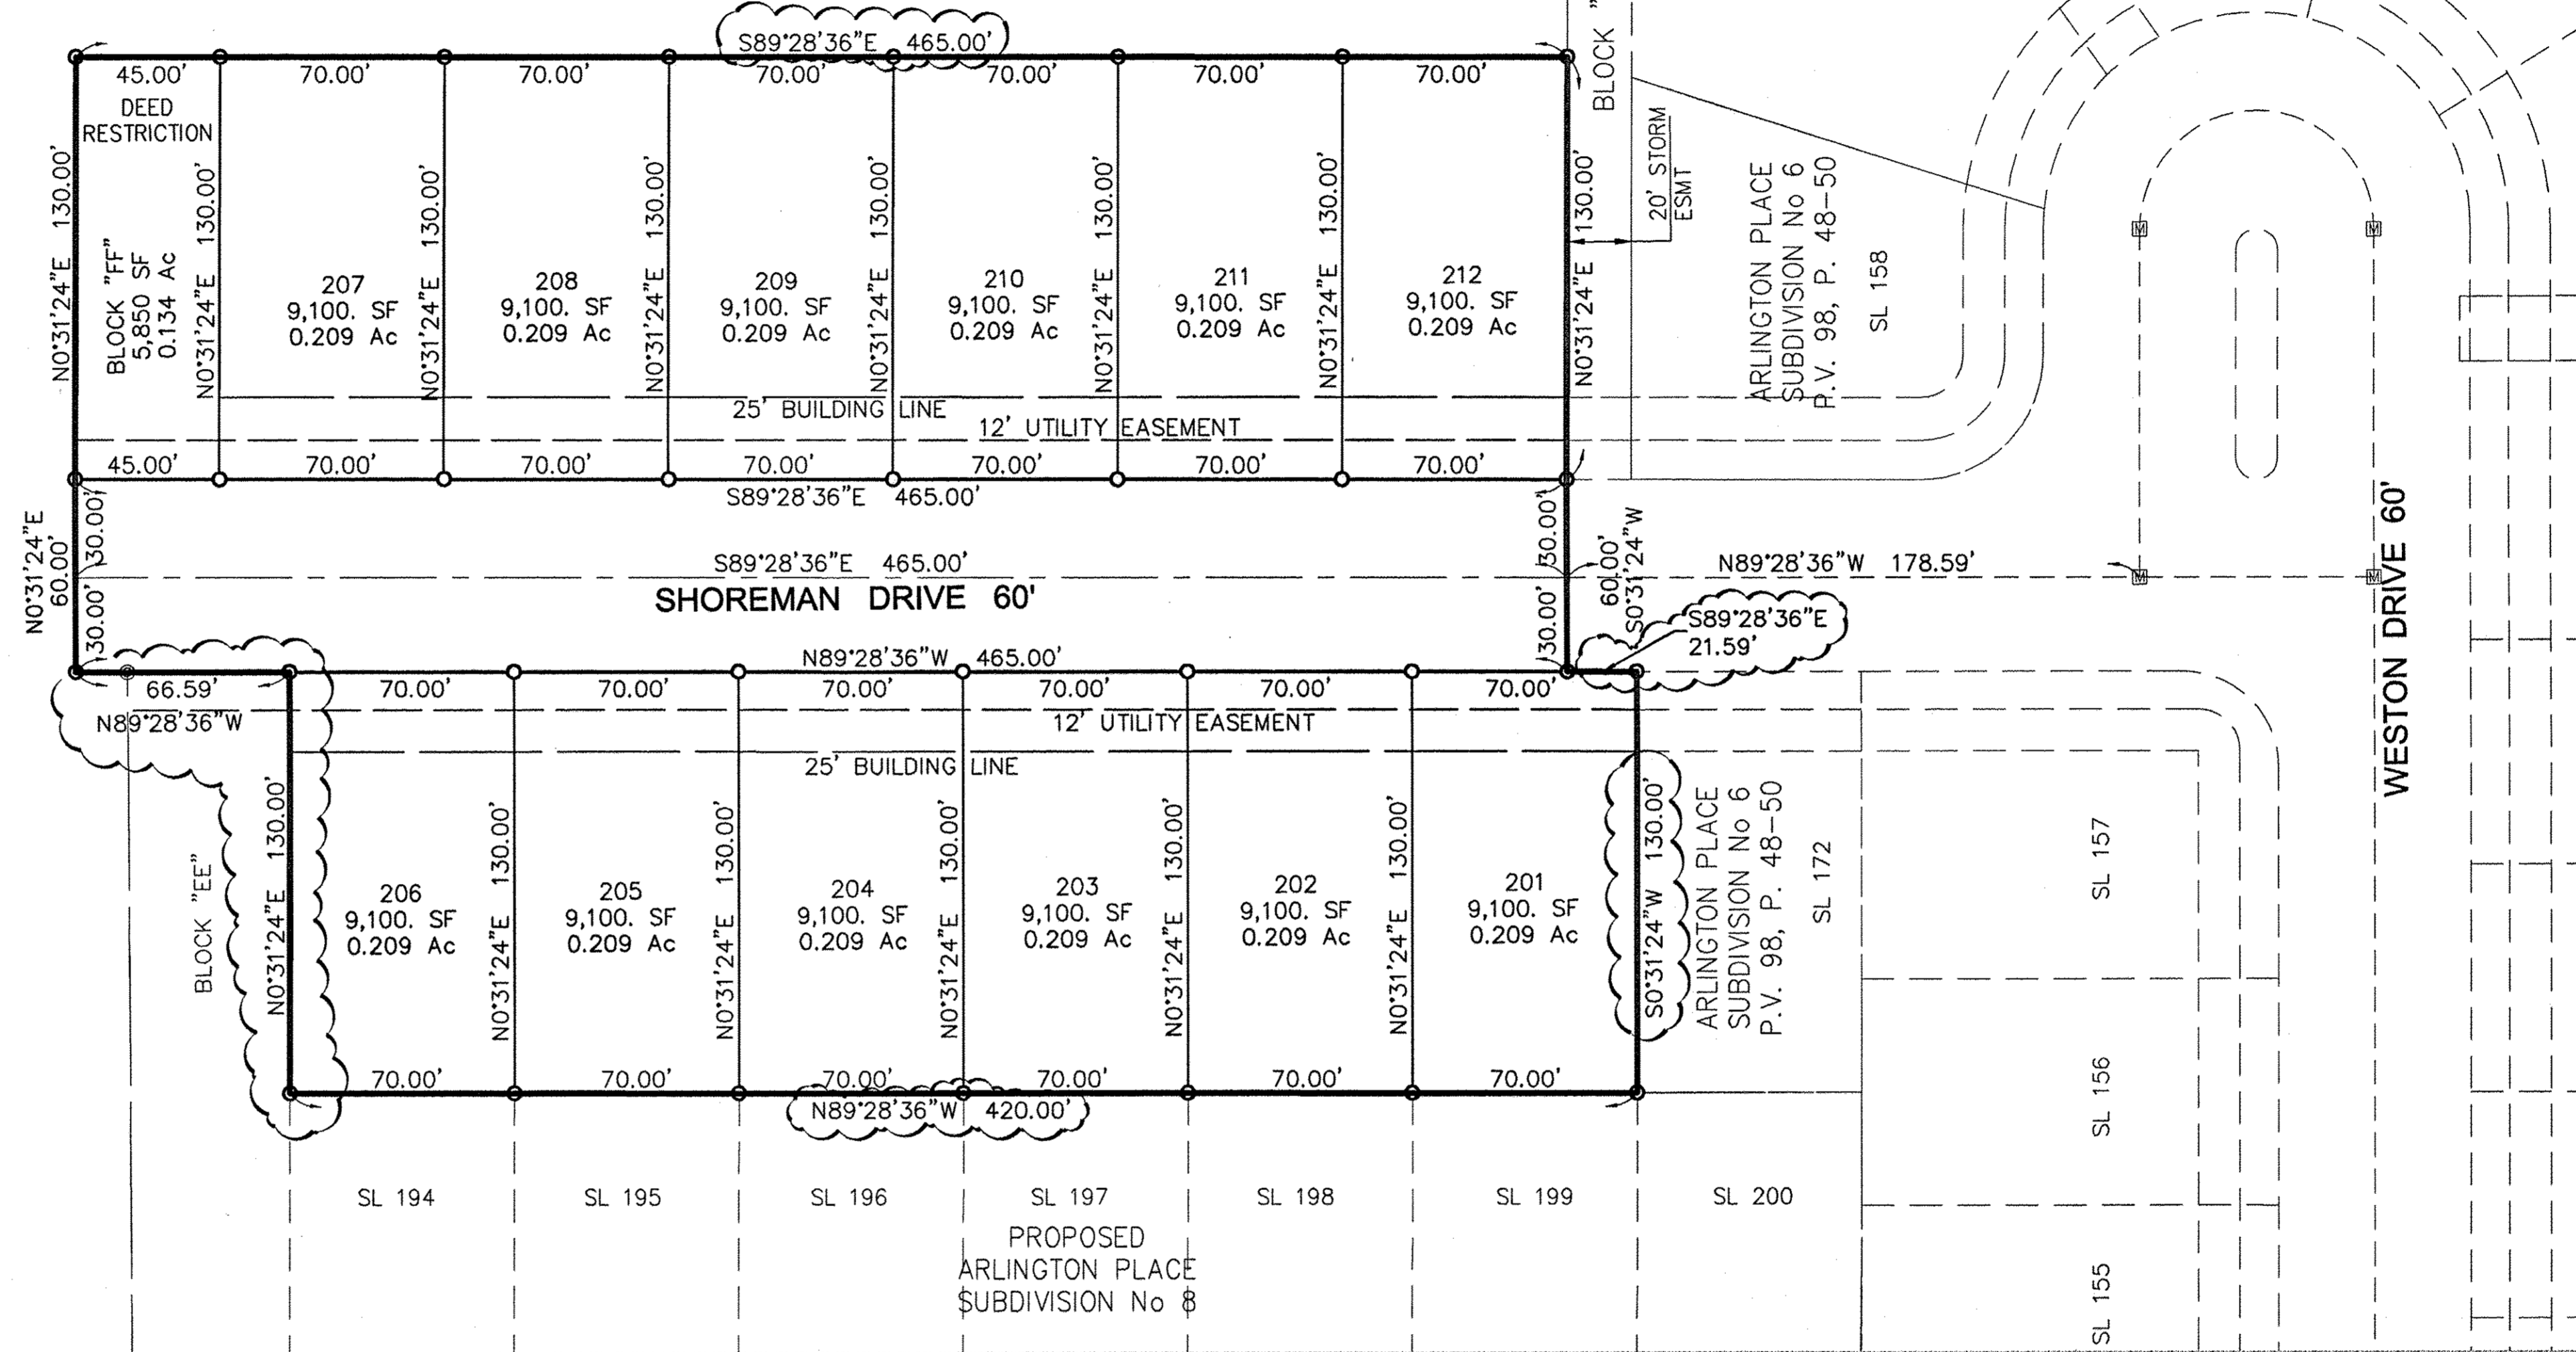 S89°28'36"E 465.00'
45.00' 70.00' 70.00' 70.00' 70.00' 70.00' 70.00'
DEED
RESTRICTION
N0°31'24"E 130.00'
BLOCK "FF"
5,850 SF
0.134 Ac
N0°31'24"E 130.00'
207
9,100. SF
0.209 Ac
N0°31'24"E 130.00'
208
9,100. SF
0.209 Ac
N0°31'24"E 130.00'
209
9,100. SF
0.209 Ac
N0°31'24"E 130.00'
210
9,100. SF
0.209 Ac
N0°31'24"E 130.00'
211
9,100. SF
0.209 Ac
N0°31'24"E 130.00'
212
9,100. SF
0.209 Ac
N0°31'24"E 130.00'
BLOCK "
20' STORM
ESMT
ARLINGTON PLACE
SUBDIVISION No 6
P.V. 98, P. 48-50
SL 158
25' BUILDING LINE
12' UTILITY EASEMENT
45.00' 70.00' 70.00' 70.00' 70.00' 70.00' 70.00'
S89°28'36"E 465.00'
N0°31'24"E
60.00'
30.00'
30.00'
S89°28'36"E 465.00'
SHOREMAN DRIVE 60'
30.00'
30.00'
60.00'
S0°31'24"W
N89°28'36"W 178.59'
WESTON DRIVE 60'
S89°28'36"E
21.59'
N89°28'36"W 465.00'
66.59'
N89°28'36"W
70.00' 70.00' 70.00' 70.00' 70.00' 70.00'
12' UTILITY EASEMENT
25' BUILDING LINE
BLOCK "EE"
N0°31'24"E 130.00'
206
9,100. SF
0.209 Ac
N0°31'24"E 130.00'
205
9,100. SF
0.209 Ac
N0°31'24"E 130.00'
204
9,100. SF
0.209 Ac
N0°31'24"E 130.00'
203
9,100. SF
0.209 Ac
N0°31'24"E 130.00'
202
9,100. SF
0.209 Ac
N0°31'24"E 130.00'
201
9,100. SF
0.209 Ac
S0°31'24"W 130.00'
ARLINGTON PLACE
SUBDIVISION No 6
P.V. 98, P. 48-50
SL 172
SL 157
SL 156
SL 155
70.00' 70.00' 70.00' 70.00' 70.00' 70.00'
N89°28'36"W 420.00'
SL 194 SL 195 SL 196 SL 197 SL 198 SL 199 SL 200
PROPOSED
ARLINGTON PLACE
SUBDIVISION No 8
M
M
M
M